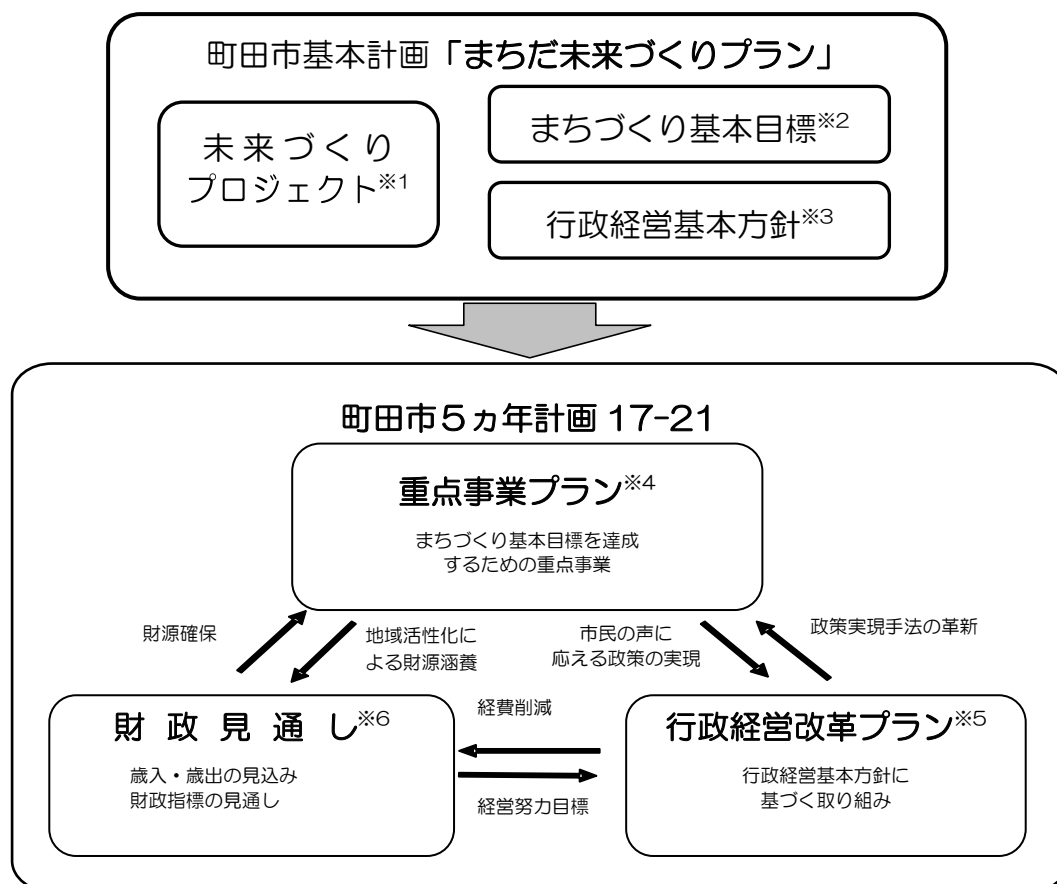 町田市基本計画「まちだ未来づくりプラン」
未来づくり
プロジェクト※1
まちづくり基本目標※2
行政経営基本方針※3
町田市5ヵ年計画 17-21
重点事業プラン※4
まちづくり基本目標を達成
するための重点事業
財源確保
地域活性化に
よる財源涵養
市民の声に
応える政策の実現
政策実現手法の革新
財政見通し※6
歳入・歳出の見込み
財政指標の見通し
経費削減
経営努力目標
行政経営改革プラン※5
行政経営基本方針に
基づく取り組み